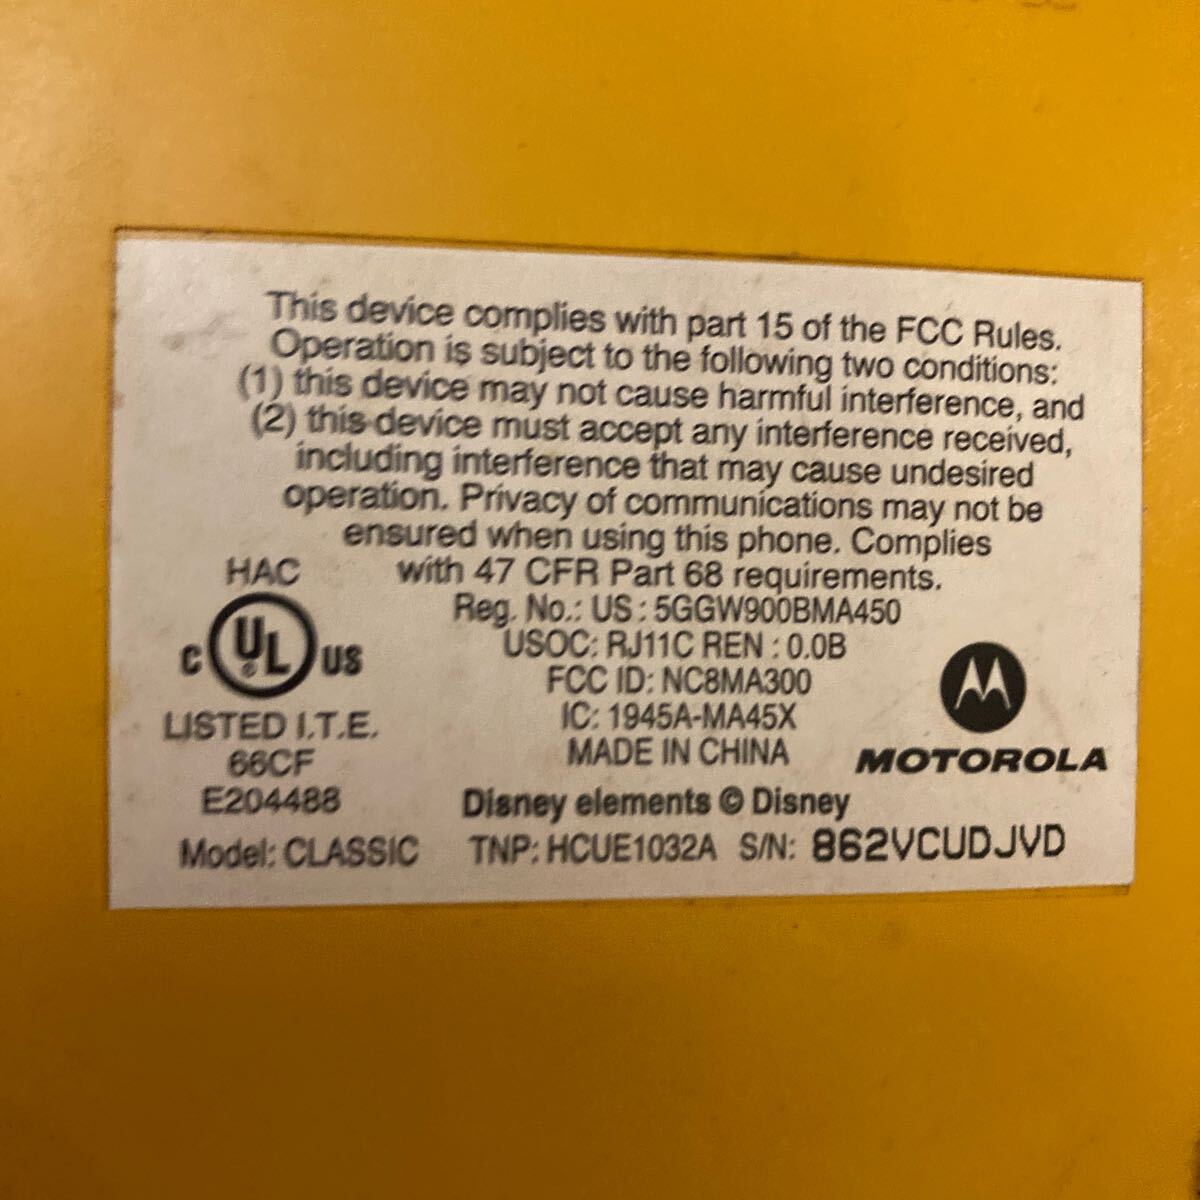 This device complies with part 15 of the FCC Rules.
Operation is subject to the following two conditions:
(1) this device may not cause harmful interference, and
(2) this device must accept any interference received,
including interference that may cause undesired
operation. Privacy of communications may not be
ensured when using this phone. Complies
with 47 CFR Part 68 requirements.
Reg. No.: US : 5GGW900BMA450
USOC: RJ11C REN : 0.0B
FCC ID: NC8MA300
IC: 1945A-MA45X
MADE IN CHINA
HAC
C UL ® US
LISTED I.T.E.
66CF
E204488
MOTOROLA
Disney elements © Disney
Model: CLASSIC TNP: HCUE1032A S/N: 862VCUDJVD